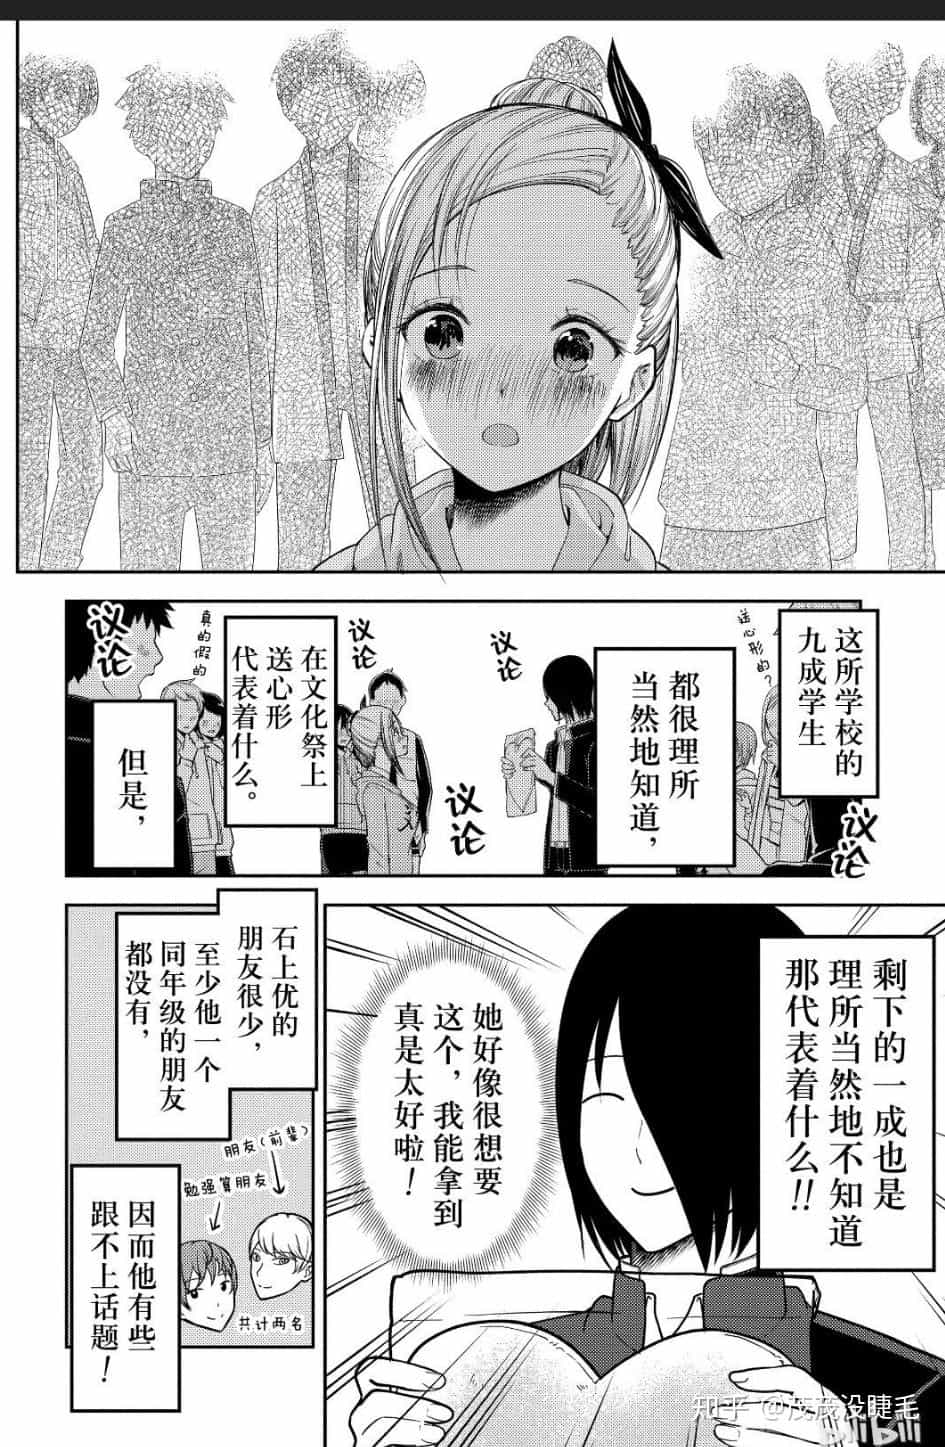 这所学校的
九成学生
送心形的？
议论
都很理所
当然地知道，
议论
议论
议论
在文化祭上
送心形
代表着什么。
真的假的
议论
但是，
剩下的一成也是
理所当然地不知道
那代表着什么！！
她好像很想要
这个，我能拿到
真是太好啦！
石上优的
朋友很少，
至少他一个
同年级的朋友
都没有，
朋友（前辈）
勉强算朋友
共计两名
因而他有些
跟不上话题！
知乎 @茂茂没睫毛
bilibili